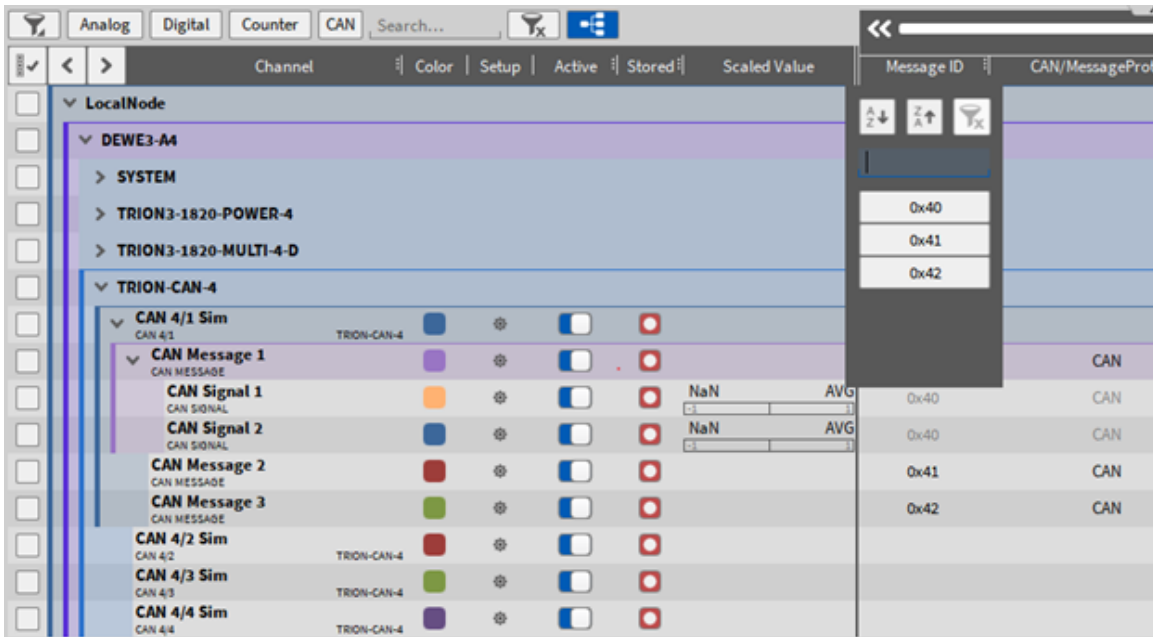 Analog Digital Counter CAN Search...
Channel Color Setup Active Stored Scaled Value Message ID CAN/MessageProt
LocalNode
DEWE3-A4
SYSTEM
TRION3-1820-POWER-4
0x40
TRION3-1820-MULTI-4-D
0x41
0x42
TRION-CAN-4
CAN 4/1 Sim
CAN 4/1 TRION-CAN-4
CAN Message 1 CAN
CAN MESSAGE
CAN Signal 1 NaN AVG 0x40 CAN
CAN SIGNAL -1 1
CAN Signal 2 NaN AVG 0x40 CAN
CAN SIGNAL -1 1
CAN Message 2 0x41 CAN
CAN MESSAGE
CAN Message 3 0x42 CAN
CAN MESSAGE
CAN 4/2 Sim
CAN 4/2 TRION-CAN-4
CAN 4/3 Sim
CAN 4/3 TRION-CAN-4
CAN 4/4 Sim
CAN 4/4 TRION-CAN-4